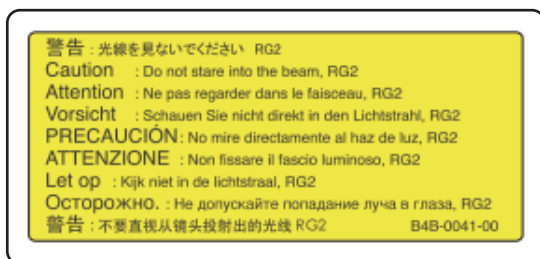 警告 : 光線を見ないでください RG2
Caution : Do not stare into the beam, RG2
Attention : Ne pas regarder dans le faisceau, RG2
Vorsicht : Schauen Sie nicht direkt in den Lichtstrahl, RG2
PRECAUCIÓN : No mire directamente al haz de luz, RG2
ATTENZIONE : Non fissare il fascio luminoso, RG2
Let op : Kijk niet in de lichtstraal, RG2
Осторожно. : Не допускайте попадание луча в глаза, RG2
警告 : 不要直视从镜头投射出的光线 RG2 B4B-0041-00